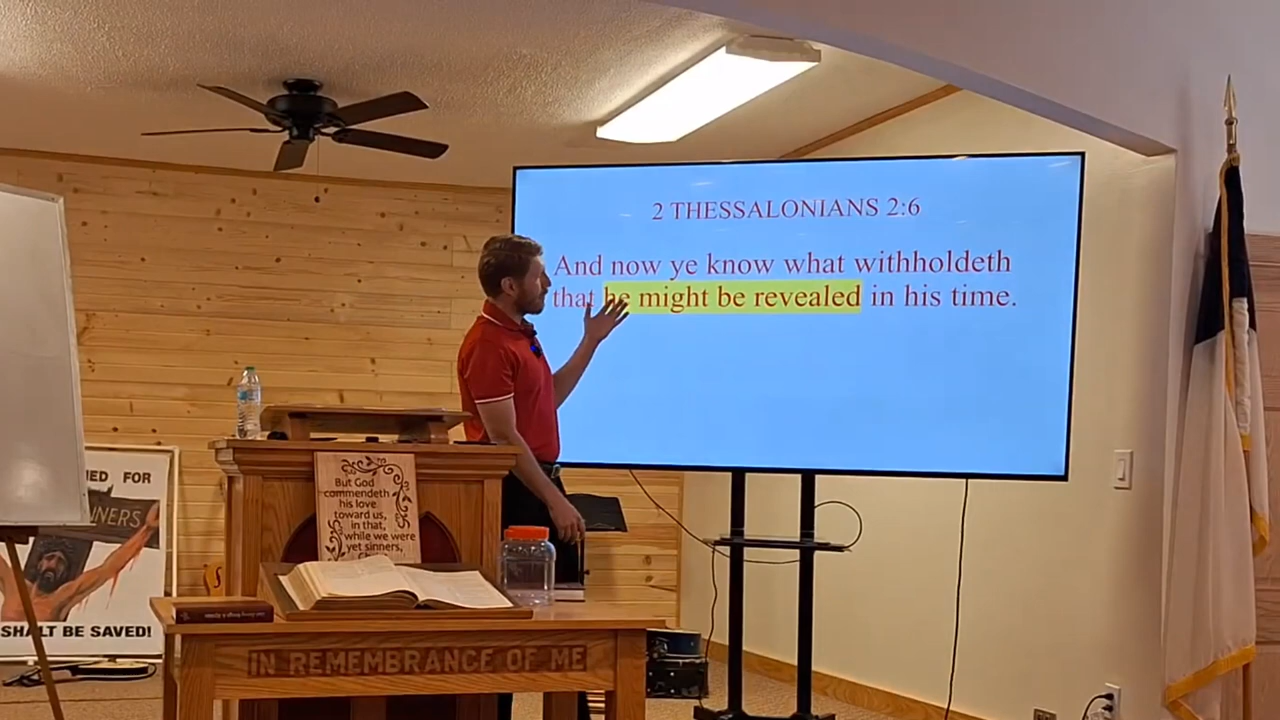 2 THESSALONIANS 2:6
And now ye know what withholdeth
that he might be revealed in his time.
But God
commendeth
his love
toward us,
in that,
while we were
yet sinners,
FOR
SHALT BE SAVED!
IN REMEMBRANCE OF ME